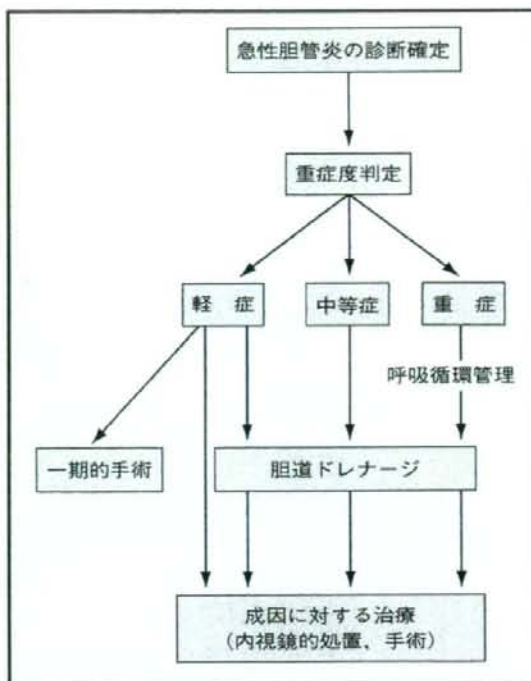 急性胆管炎の診断確定
重症度判定
軽　症
中等症
重　症
呼吸循環管理
一期的手術
胆道ドレナージ
成因に対する治療
(内視鏡的処置、手術)